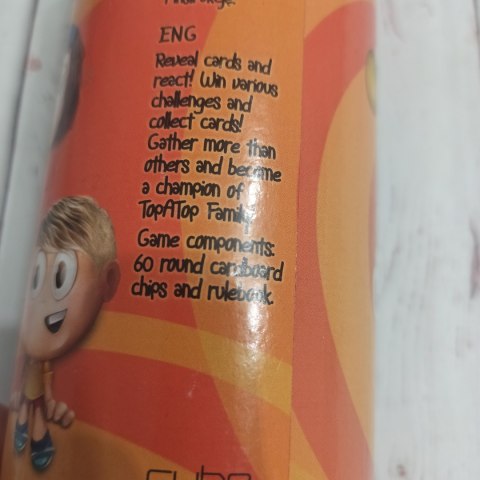 ENG
Reveal cards and
react! Win various
challenges and
collect cards!
Gather more than
others and become
a champion of
TopATop Family.
Game components:
60 round cardboard
chips and rulebook.